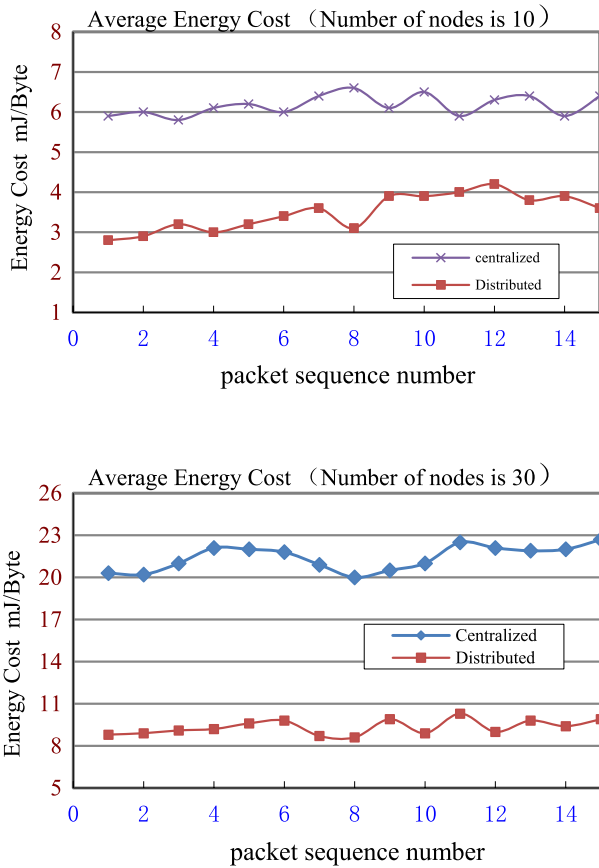 Average Energy Cost （Number of nodes is 10）
8
7
6
5
4
3
2
1
Energy Cost mJ/Byte
centralized
Distributed
0 2 4 6 8 10 12 14
packet sequence number
Average Energy Cost （Number of nodes is 30）
26
23
20
17
14
11
8
5
Energy Cost mJ/Byte
Centralized
Distributed
0 2 4 6 8 10 12 14
packet sequence number